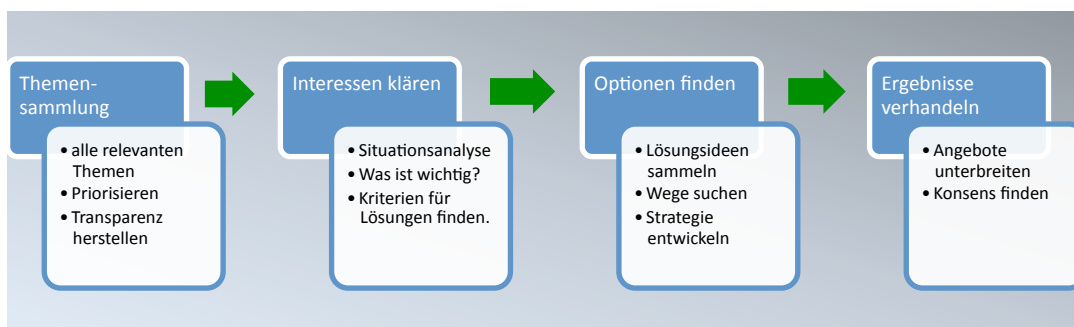 Themen-
sammlung
• alle relevanten
Themen
• Priorisieren
• Transparenz
herstellen
Interessen klären
• Situationsanalyse
• Was ist wichtig?
• Kriterien für
Lösungen finden.
Optionen finden
• Lösungsideen
sammeln
• Wege suchen
• Strategie
entwickeln
Ergebnisse
verhandeln
• Angebote
unterbreiten
• Konsens finden